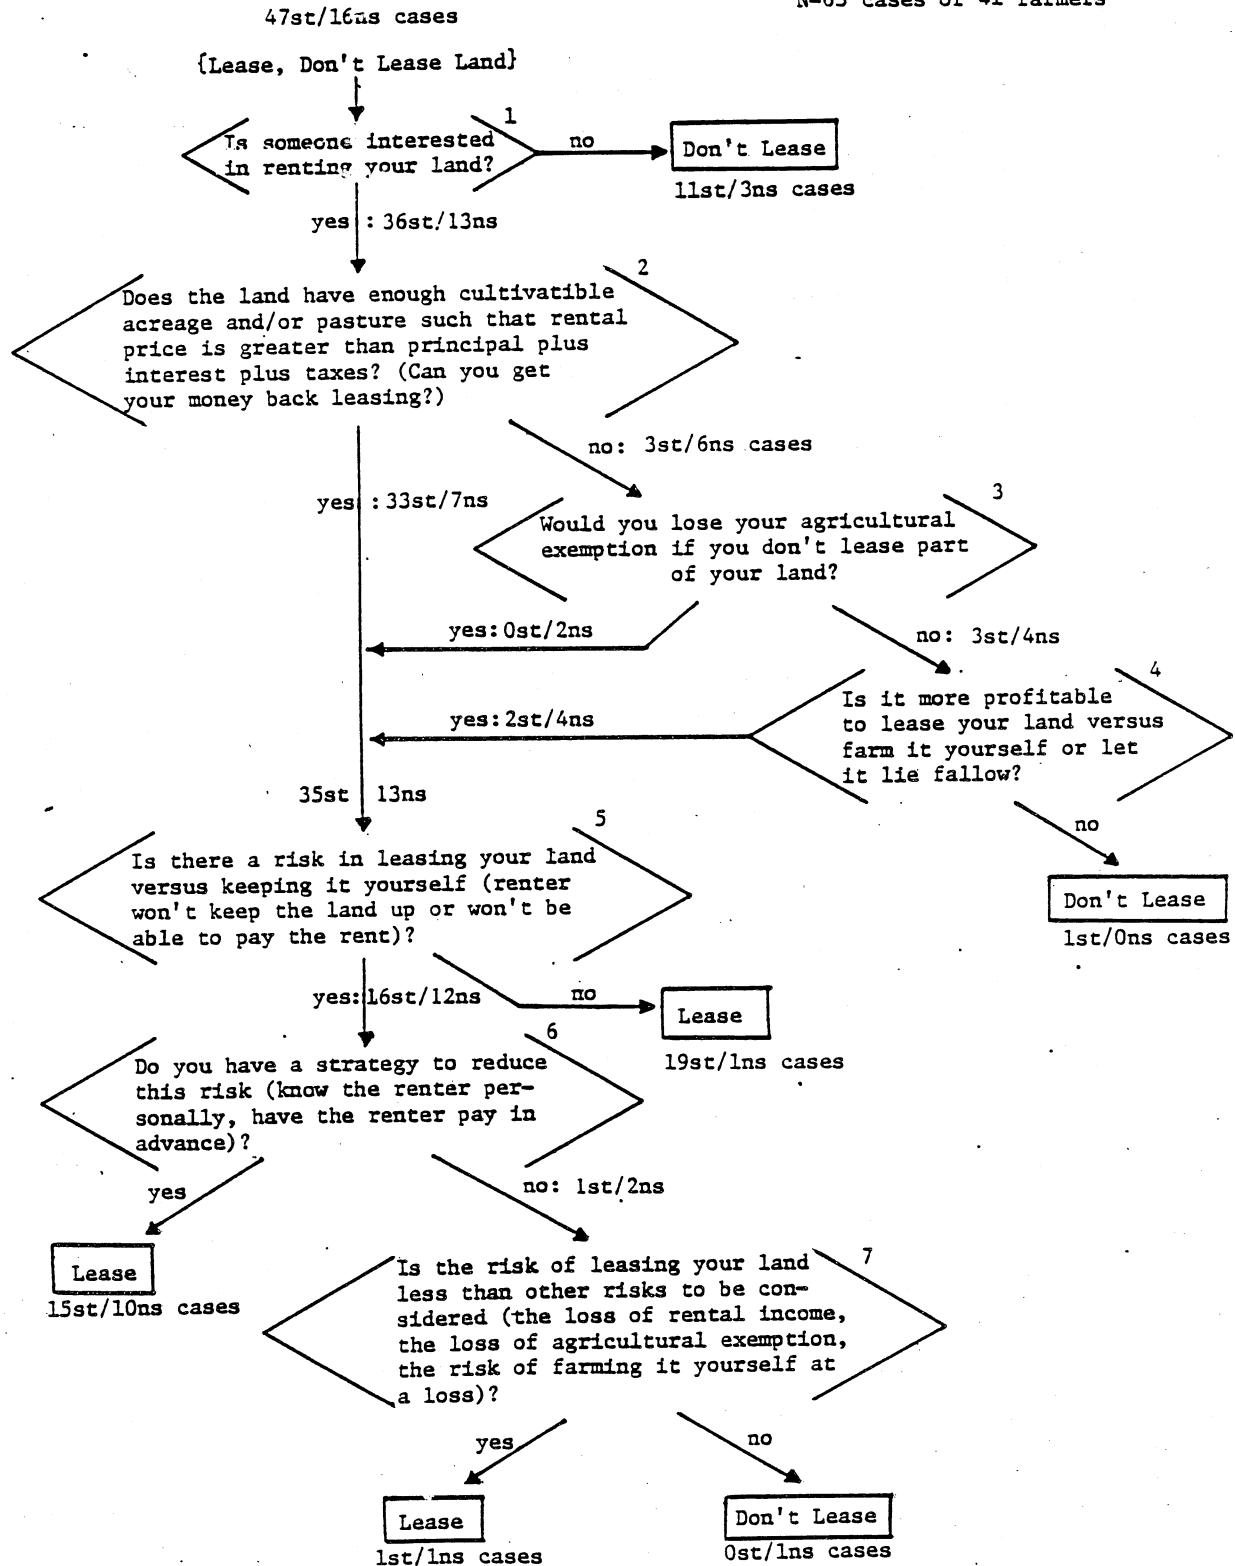 47st/16ns cases
{Lease, Don't Lease Land}
1
Is someone interested
in renting your land?
no
Don't Lease
11st/3ns cases
yes : 36st/13ns
2
Does the land have enough cultivatible
acreage and/or pasture such that rental
price is greater than principal plus
interest plus taxes? (Can you get
your money back leasing?)
no: 3st/6ns cases
yes : 33st/7ns
3
Would you lose your agricultural
exemption if you don't lease part
of your land?
yes: 0st/2ns
no: 3st/4ns
4
Is it more profitable
to lease your land versus
farm it yourself or let
it lie fallow?
yes: 2st/4ns
no
Don't Lease
1st/0ns cases
35st 13ns
5
Is there a risk in leasing your land
versus keeping it yourself (renter
won't keep the land up or won't be
able to pay the rent)?
yes: 16st/12ns
no
Lease
19st/1ns cases
6
Do you have a strategy to reduce
this risk (know the renter per-
sonally, have the renter pay in
advance)?
yes
Lease
15st/10ns cases
no: 1st/2ns
7
Is the risk of leasing your land
less than other risks to be con-
sidered (the loss of rental income,
the loss of agricultural exemption,
the risk of farming it yourself at
a loss)?
yes
no
Lease
1st/1ns cases
Don't Lease
0st/1ns cases